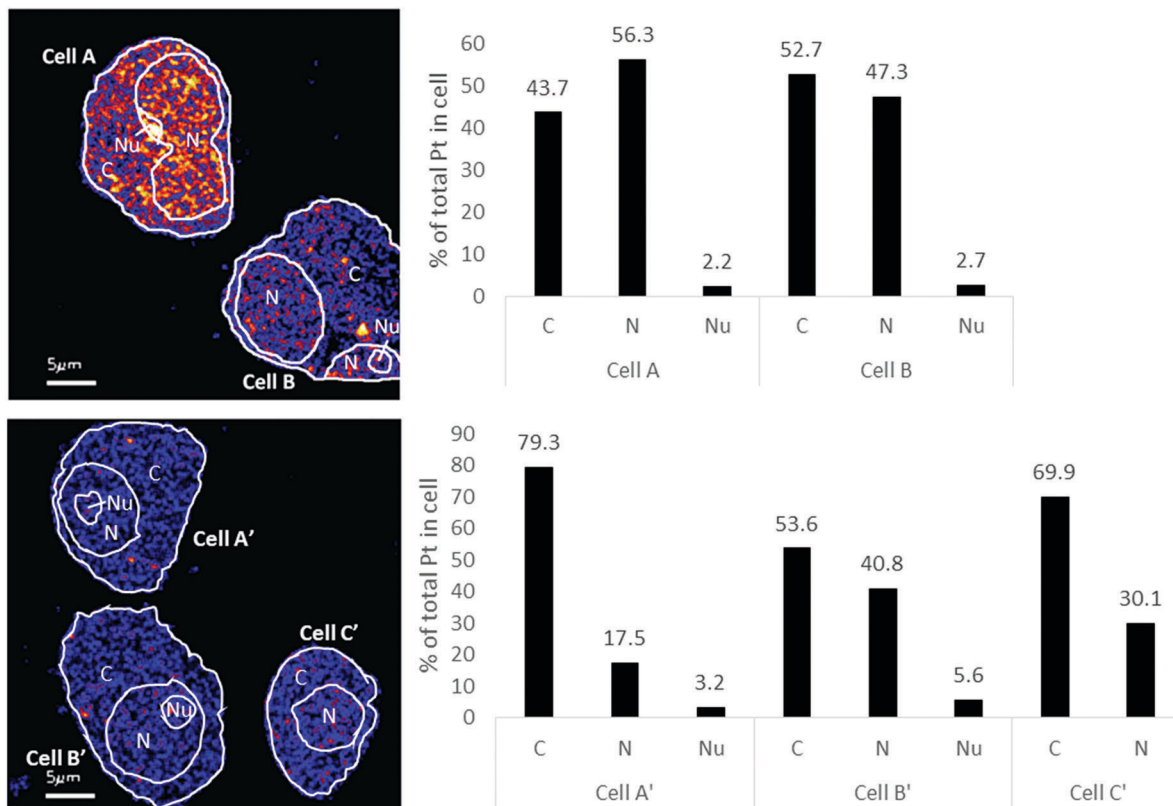 Cell A
Nu
N
C
C
N
Nu
N
5µm
Cell B
% of total Pt in cell
60
50
40
30
20
10
0
43.7
56.3
2.2
52.7
47.3
2.7
C N Nu C N Nu
Cell A Cell B
C
Nu
N
Cell A'
Cell C'
C
C
N
Nu
N
Cell B'
5µm
% of total Pt in cell
90
80
70
60
50
40
30
20
10
0
79.3
17.5
3.2
53.6
40.8
5.6
69.9
30.1
C N Nu C N Nu C N
Cell A' Cell B' Cell C'